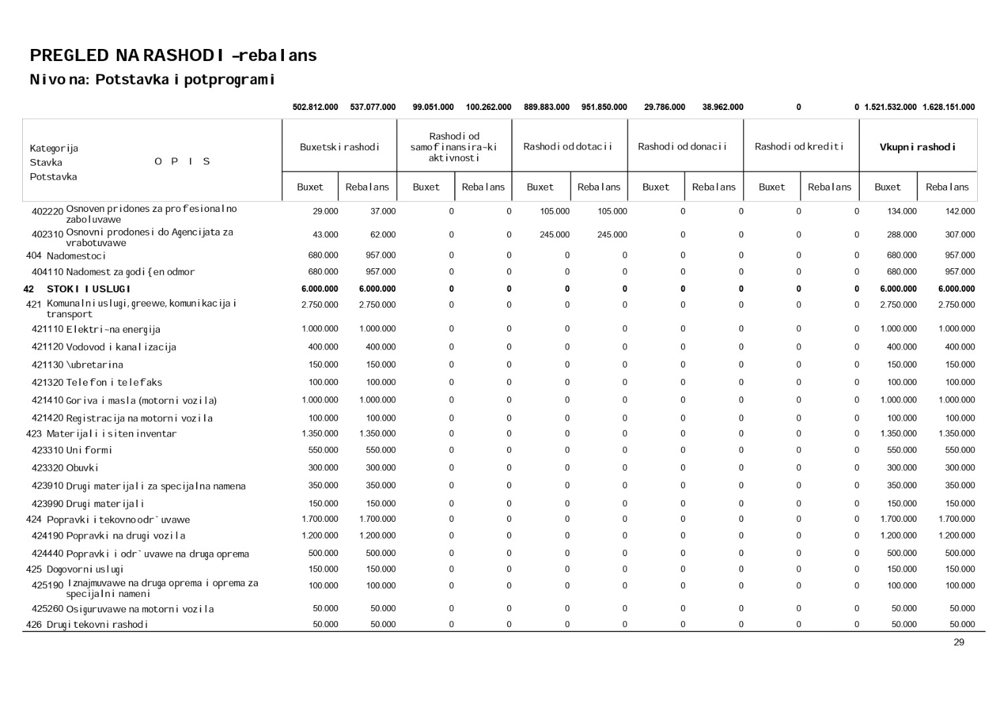 PREGLED NA RASHODI -rebalans
Nivo na: Potstavka i potprogrami
502.812.000 537.077.000 99.051.000 100.262.000 889.883.000 951.850.000 29.786.000 38.962.000 0 0 1.521.532.000 1.628.151.000
Kategorija
Stavka
Potstavka
O P I S
Buxetski rashodi
Rashodi od
samofinansira~ki
aktivnosti
Rashodi od dotacii
Rashodi od donacii
Rashodi od krediti
Vkupni rashodi
Buxet Rebalans Buxet Rebalans Buxet Rebalans Buxet Rebalans Buxet Rebalans Buxet Rebalans
402220 Osnoven pridones za profesionalno
zaboluvawe
29.000 37.000 0 0 105.000 105.000 0 0 0 0 134.000 142.000
402310 Osnovni prodonesi do Agencijata za
vrabotuvawe
43.000 62.000 0 0 245.000 245.000 0 0 0 0 288.000 307.000
404 Nadomestoci 680.000 957.000 0 0 0 0 0 0 0 0 680.000 957.000
404110 Nadomest za godi{en odmor 680.000 957.000 0 0 0 0 0 0 0 0 680.000 957.000
42 STOKI I USLUGI 6.000.000 6.000.000 0 0 0 0 0 0 0 0 6.000.000 6.000.000
421 Komunalni uslugi, greewe, komunikacija i
transport
2.750.000 2.750.000 0 0 0 0 0 0 0 0 2.750.000 2.750.000
421110 Elektri~na energija 1.000.000 1.000.000 0 0 0 0 0 0 0 0 1.000.000 1.000.000
421120 Vodovod i kanalizacija 400.000 400.000 0 0 0 0 0 0 0 0 400.000 400.000
421130 \ubretarina 150.000 150.000 0 0 0 0 0 0 0 0 150.000 150.000
421320 Telefon i telefaks 100.000 100.000 0 0 0 0 0 0 0 0 100.000 100.000
421410 Goriva i masla (motorni vozila) 1.000.000 1.000.000 0 0 0 0 0 0 0 0 1.000.000 1.000.000
421420 Registracija na motorni vozila 100.000 100.000 0 0 0 0 0 0 0 0 100.000 100.000
423 Materijali i siten inventar 1.350.000 1.350.000 0 0 0 0 0 0 0 0 1.350.000 1.350.000
423310 Uniformi 550.000 550.000 0 0 0 0 0 0 0 0 550.000 550.000
423320 Obuvki 300.000 300.000 0 0 0 0 0 0 0 0 300.000 300.000
423910 Drugi materijali za specijalna namena 350.000 350.000 0 0 0 0 0 0 0 0 350.000 350.000
423990 Drugi materijali 150.000 150.000 0 0 0 0 0 0 0 0 150.000 150.000
424 Popravki i tekovno odr`uvawe 1.700.000 1.700.000 0 0 0 0 0 0 0 0 1.700.000 1.700.000
424190 Popravki na drugi vozila 1.200.000 1.200.000 0 0 0 0 0 0 0 0 1.200.000 1.200.000
424440 Popravki i odr`uvawe na druga oprema 500.000 500.000 0 0 0 0 0 0 0 0 500.000 500.000
425 Dogovorni uslugi 150.000 150.000 0 0 0 0 0 0 0 0 150.000 150.000
425190 Iznajmuvawe na druga oprema i oprema za
specijalni nameni
100.000 100.000 0 0 0 0 0 0 0 0 100.000 100.000
425260 Osiguruvawe na motorni vozila 50.000 50.000 0 0 0 0 0 0 0 0 50.000 50.000
426 Drugi tekovni rashodi 50.000 50.000 0 0 0 0 0 0 0 0 50.000 50.000
29